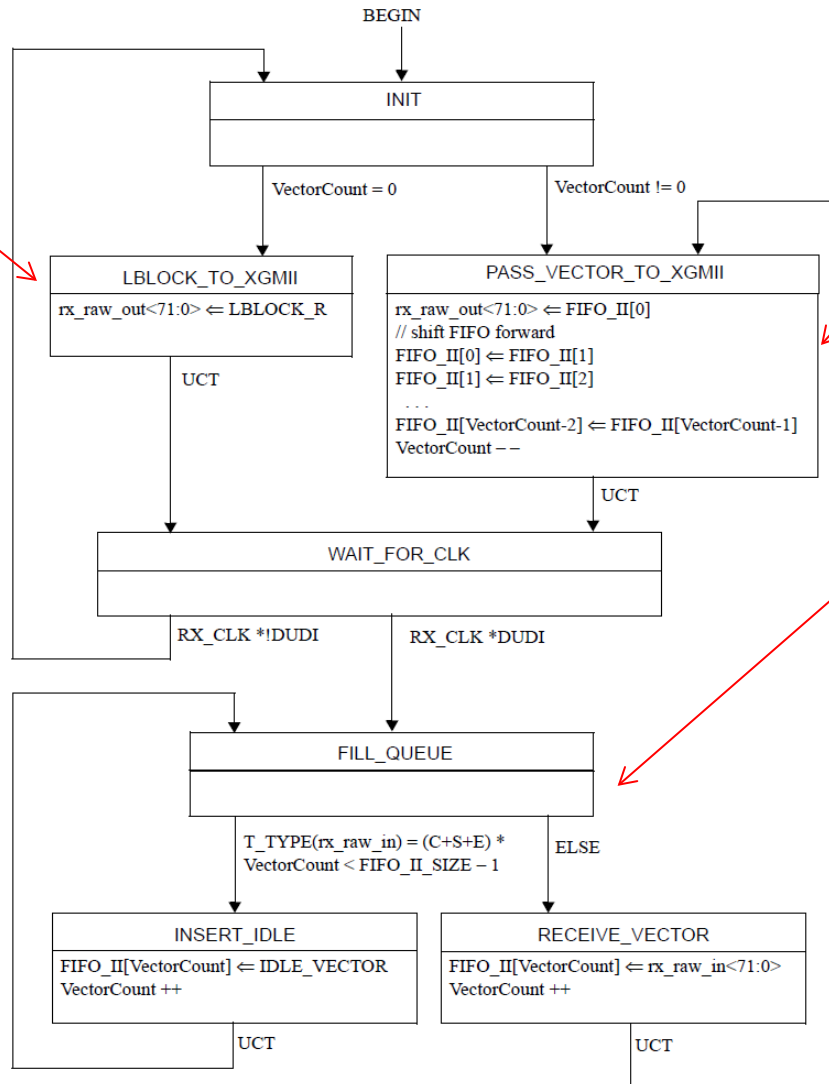 BEGIN
INIT
VectorCount = 0
VectorCount != 0
LBLOCK_TO_XGMII
rx_raw_out<71:0> ⇐ LBLOCK_R
PASS_VECTOR_TO_XGMII
rx_raw_out<71:0> ⇐ FIFO_II[0]
// shift FIFO forward
FIFO_II[0] ⇐ FIFO_II[1]
FIFO_II[1] ⇐ FIFO_II[2]
. . .
FIFO_II[VectorCount-2] ⇐ FIFO_II[VectorCount-1]
VectorCount – –
UCT
UCT
WAIT_FOR_CLK
RX_CLK *!DUDI
RX_CLK *DUDI
FILL_QUEUE
T_TYPE(rx_raw_in) = (C+S+E) *
VectorCount < FIFO_II_SIZE – 1
ELSE
INSERT_IDLE
FIFO_II[VectorCount] ⇐ IDLE_VECTOR
VectorCount ++
RECEIVE_VECTOR
FIFO_II[VectorCount] ⇐ rx_raw_in<71:0>
VectorCount ++
UCT
UCT